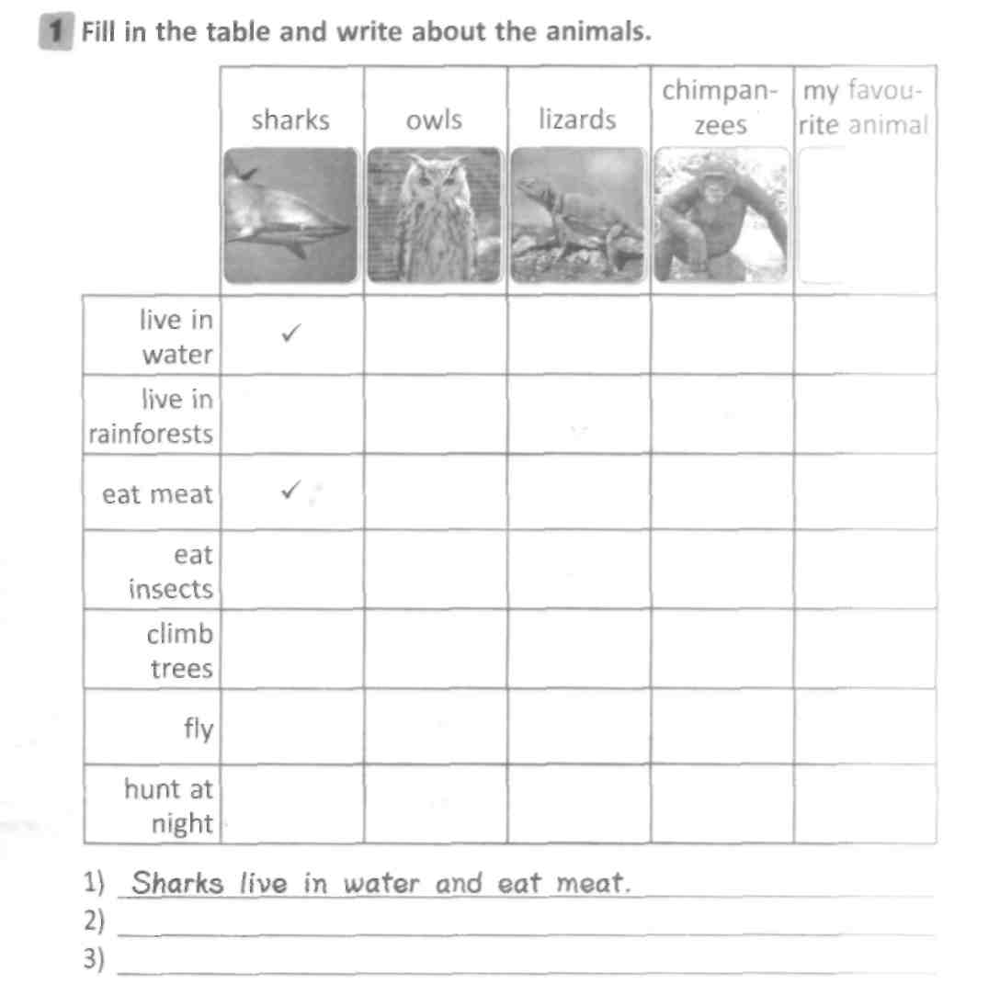 1 Fill in the table and write about the animals.
sharks
owls
lizards
chimpan-
zees
my favou-
rite animal
live in
water
✓
live in
rainforests
eat meat
✓
eat
insects
climb
trees
fly
hunt at
night
1) Sharks live in water and eat meat.
2)
3)